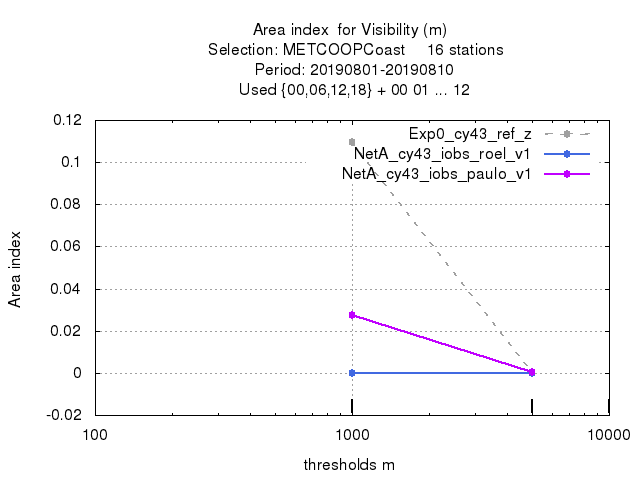 Area index  for Visibility (m)
Selection: METCOOPCoast     16 stations
Period: 20190801-20190810
Used {00,06,12,18} + 00 01 ... 12
0.12
0.1
0.08
0.06
0.04
0.02
0
-0.02
Area index
Exp0_cy43_ref_z
NetA_cy43_iobs_roel_v1
NetA_cy43_iobs_paulo_v1
100 1000 10000
thresholds m